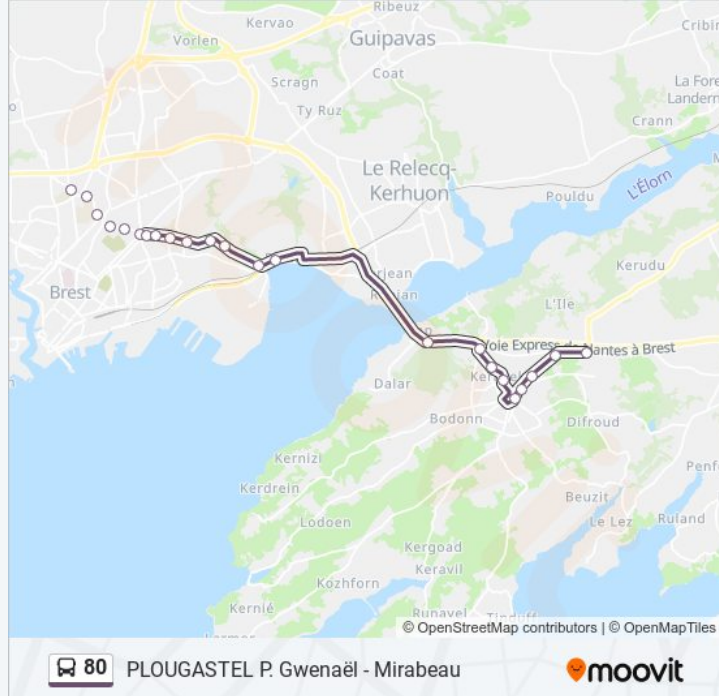 Ribeuz
Kervao
Cribin
Vorlen
Guipavas
Coat
Scragn
La Fore
Landern
Ty Ruz
Crann
Le Relecq-
Kerhuon
Pouldu
L'Élorn
Kerudu
Brest
L'Ile
Voie Express de Nantes à Brest
Dalar
Bodonn
Difroud
Kernizi
Penf
Kerdrein
Beuzit
Lodoen
Le Lez
Ruland
Kergoad
Keravil
Kozhforn
Kernié
Runavel
© OpenStreetMap contributors | © OpenMapTiles
80 PLOUGASTEL P. Gwenaël - Mirabeau
moovit